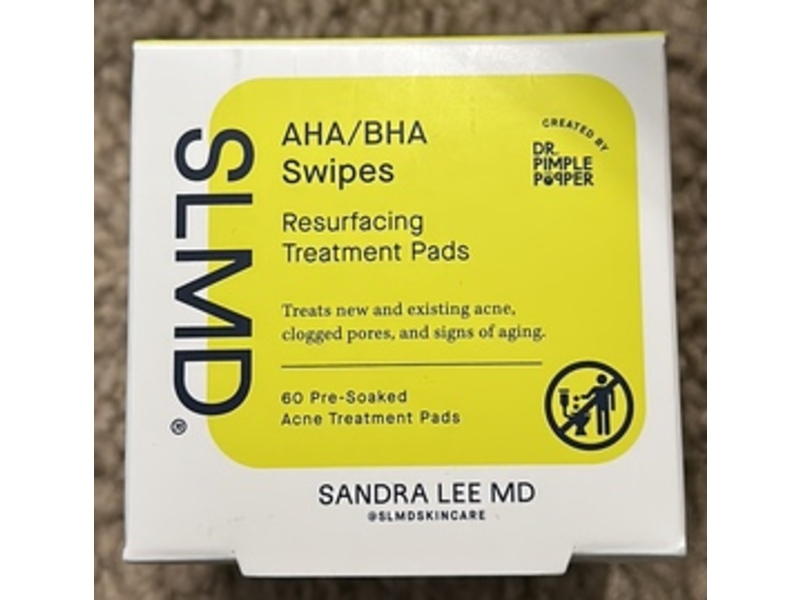 SLMD®
AHA/BHA
Swipes
CREATED BY
DR.
PIMPLE
POPPER
Resurfacing
Treatment Pads
Treats new and existing acne,
clogged pores, and signs of aging.
60 Pre-Soaked
Acne Treatment Pads
SANDRA LEE MD
@SLMDSKINCARE